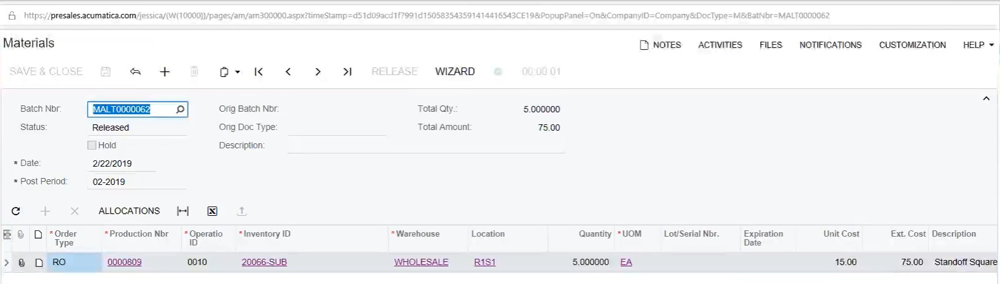 https://presales.acumatica.com/jessica/(W(10000))/pages/am/am300000.aspx?timeStamp=d51d09acd1f7991d150583543591414416543CE19&PopupPanel=On&CompanyID=Company&DocType=M&BatNbr=MALT0000062
Materials NOTES ACTIVITIES FILES NOTIFICATIONS CUSTOMIZATION HELP
SAVE & CLOSE RELEASE WIZARD 00:00:01
Batch Nbr: MALT0000062 Orig Batch Nbr: Total Qty.: 5.000000
Status: Released Orig Doc Type: Total Amount: 75.00
Hold Description:
* Date: 2/22/2019
* Post Period: 02-2019
ALLOCATIONS
* Order Type * Production Nbr * Operatio ID * Inventory ID * Warehouse Location Quantity * UOM Lot/Serial Nbr. Expiration Date Unit Cost Ext. Cost Description
RO 0000809 0010 20066-SUB WHOLESALE R1S1 5.000000 EA 15.00 75.00 Standoff Square